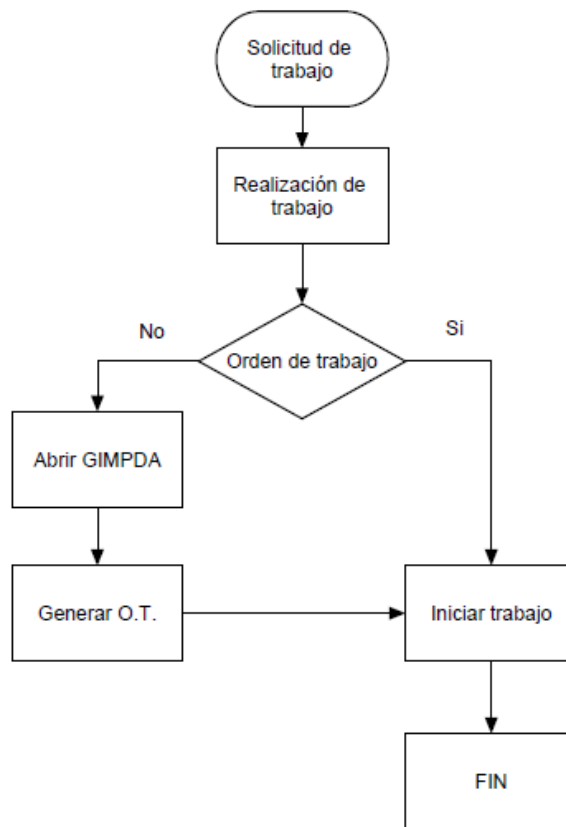 Solicitud de
trabajo
Realización de
trabajo
No
Si
Orden de trabajo
Abrir GIMPDA
Generar O.T.
Iniciar trabajo
FIN